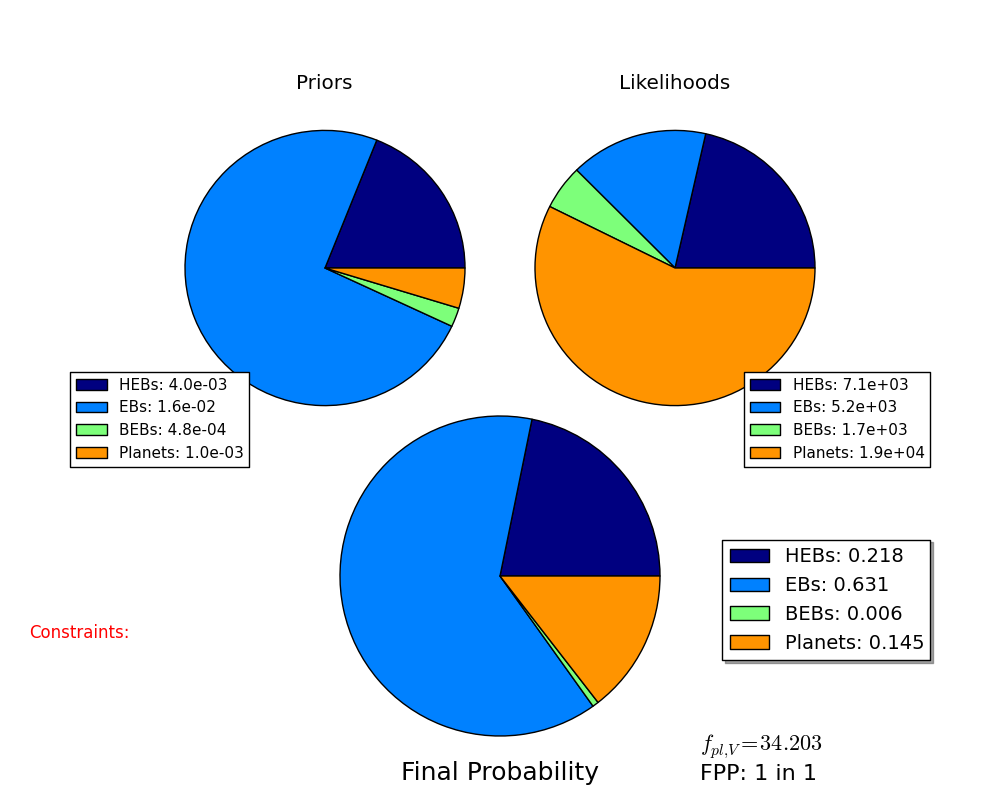 Priors
Likelihoods
HEBs: 4.0e-03
EBs: 1.6e-02
BEBs: 4.8e-04
Planets: 1.0e-03
HEBs: 7.1e+03
EBs: 5.2e+03
BEBs: 1.7e+03
Planets: 1.9e+04
HEBs: 0.218
EBs: 0.631
BEBs: 0.006
Planets: 0.145
Constraints:
f_{pl,V}=34.203
Final Probability
FPP: 1 in 1